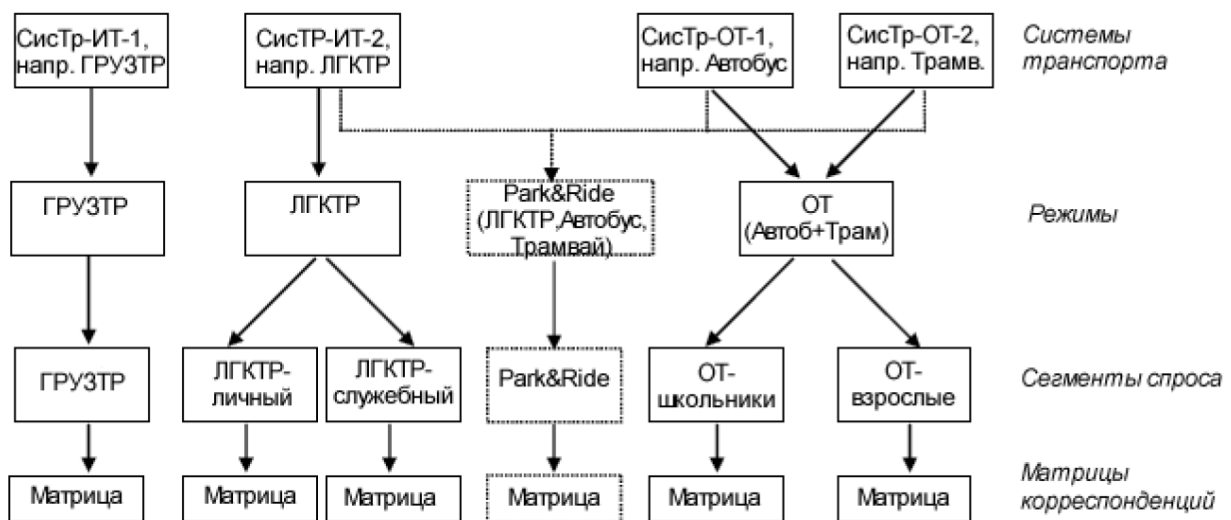 СисТр-ИТ-1,
напр. ГРУЗТР
СисТР-ИТ-2,
напр. ЛГКТР
СисТр-ОТ-1,
напр. Автобус
СисТр-ОТ-2,
напр. Трамв.
Системы
транспорта
ГРУЗТР
ЛГКТР
Park&Ride
(ЛГКТР,Автобус,
Трамвай)
ОТ
(Автоб+Трам)
Режимы
ГРУЗТР
ЛГКТР-
личный
ЛГКТР-
служебный
Park&Ride
ОТ-
школьники
ОТ-
взрослые
Сегменты спроса
Матрица
Матрица
Матрица
Матрица
Матрица
Матрица
Матрицы
корреспонденций